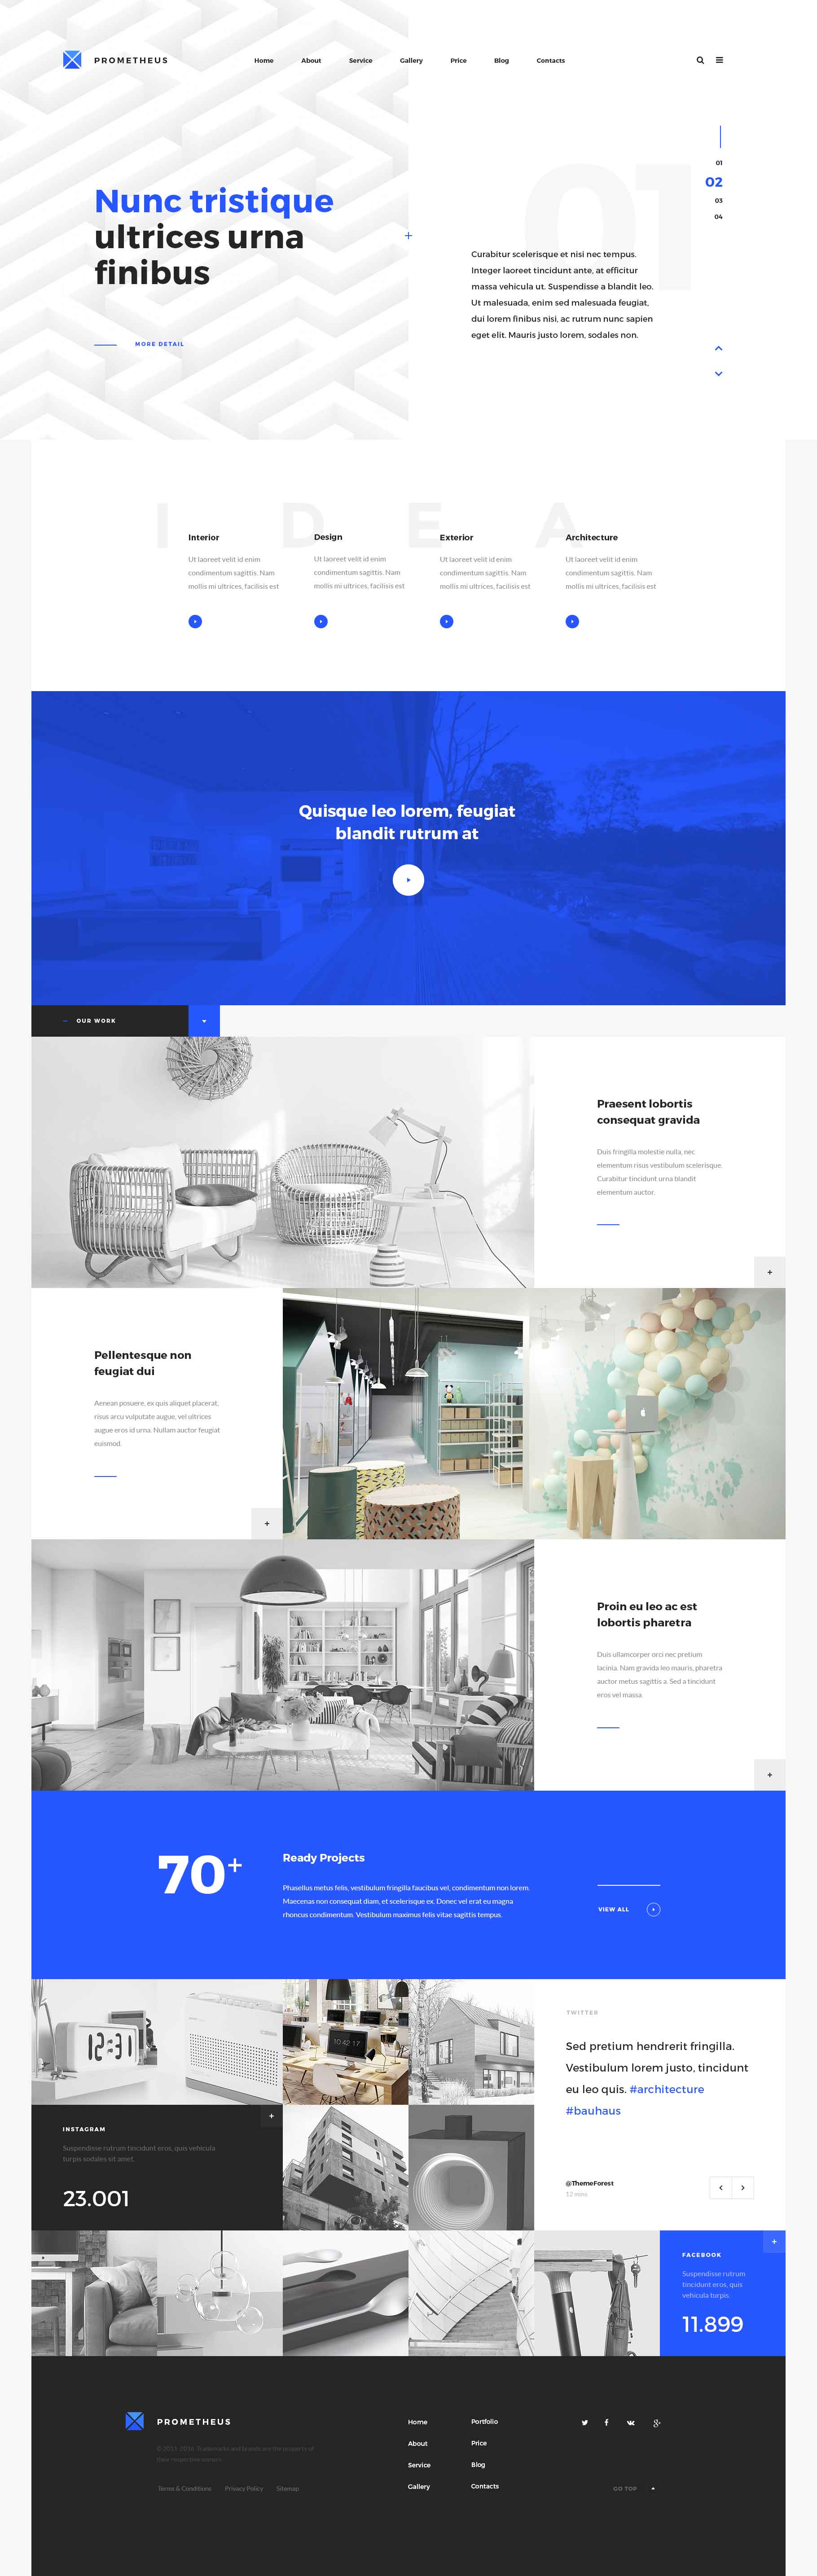 PROMETHEUS
Home About Service Gallery Price Blog Contacts
01
01
02
03
04
Nunc tristique
ultrices urna
finibus
MORE DETAIL
Curabitur scelerisque et nisi nec tempus.
Integer laoreet tincidunt ante, at efficitur
massa vehicula ut. Suspendisse a blandit leo.
Ut malesuada, enim sed malesuada feugiat,
dui lorem finibus nisi, ac rutrum nunc sapien
eget elit. Mauris justo lorem, sodales non.
I D E A
Interior
Ut laoreet velit id enim
condimentum sagittis. Nam
mollis mi ultrices, facilisis est
Design
Ut laoreet velit id enim
condimentum sagittis. Nam
mollis mi ultrices, facilisis est
Exterior
Ut laoreet velit id enim
condimentum sagittis. Nam
mollis mi ultrices, facilisis est
Architecture
Ut laoreet velit id enim
condimentum sagittis. Nam
mollis mi ultrices, facilisis est
Quisque leo lorem, feugiat
blandit rutrum at
OUR WORK
Praesent lobortis
consequat gravida
Duis fringilla molestie nulla, nec
elementum risus vestibulum scelerisque.
Curabitur tincidunt urna blandit
elementum auctor.
+
Pellentesque non
feugiat dui
Aenean posuere, ex quis aliquet placerat,
risus arcu vulputate augue, vel ultrices
augue eros id urna. Nullam auctor feugiat
euismod.
+
Proin eu leo ac est
lobortis pharetra
Duis ullamcorper orci nec pretium
lacinia. Nam gravida leo mauris, pharetra
auctor metus sagittis a. Sed a tincidunt
eros vel massa
+
70+
Ready Projects
Phasellus metus felis, vestibulum fringilla faucibus vel, condimentum non lorem.
Maecenas non consequat diam, et scelerisque ex. Donec vel erat eu magna
rhoncus condimentum. Vestibulum maximus felis vitae sagittis tempus.
VIEW ALL
12:31
10 42 17
TWITTER
Sed pretium hendrerit fringilla.
Vestibulum lorem justo, tincidunt
eu leo quis. #architecture
#bauhaus
@ThemeForest
12 mins
+
INSTAGRAM
Suspendisse rutrum tincidunt eros, quis vehicula
turpis sodales sit amet.
23.001
+
FACEBOOK
Suspendisse rutrum
tincidunt eros, quis
vehicula turpis.
11.899
PROMETHEUS
© 2011-2016. Trademarks and brands are the property of
their respective owners.
Terms & Conditions Privacy Policy Sitemap
Home
About
Service
Gallery
Portfolio
Price
Blog
Contacts
GO TOP